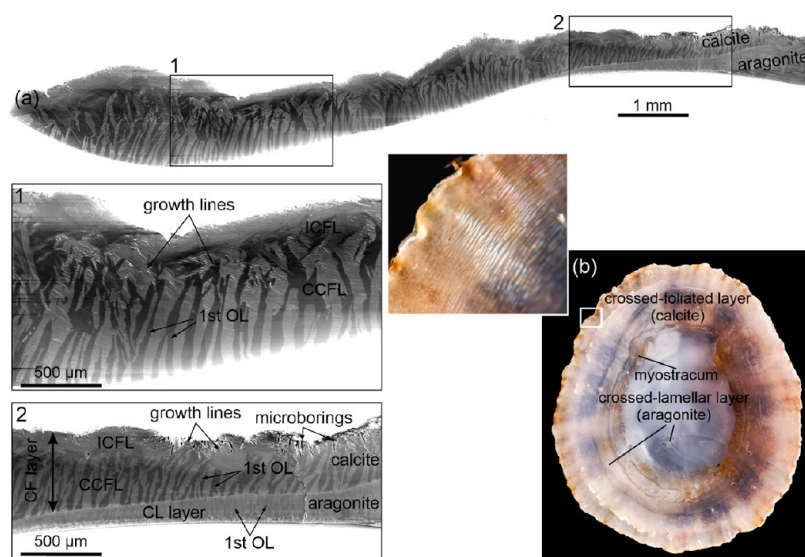 (a)
1
2
calcite
aragonite
1 mm
1
growth lines
ICFL
CCFL
1st OL
500 µm
2
growth lines
microborings
CF layer
ICFL
1st OL
calcite
CCFL
CL layer
aragonite
500 µm
1st OL
(b)
crossed-foliated layer
(calcite)
myostracum
crossed-lamellar layer
(aragonite)